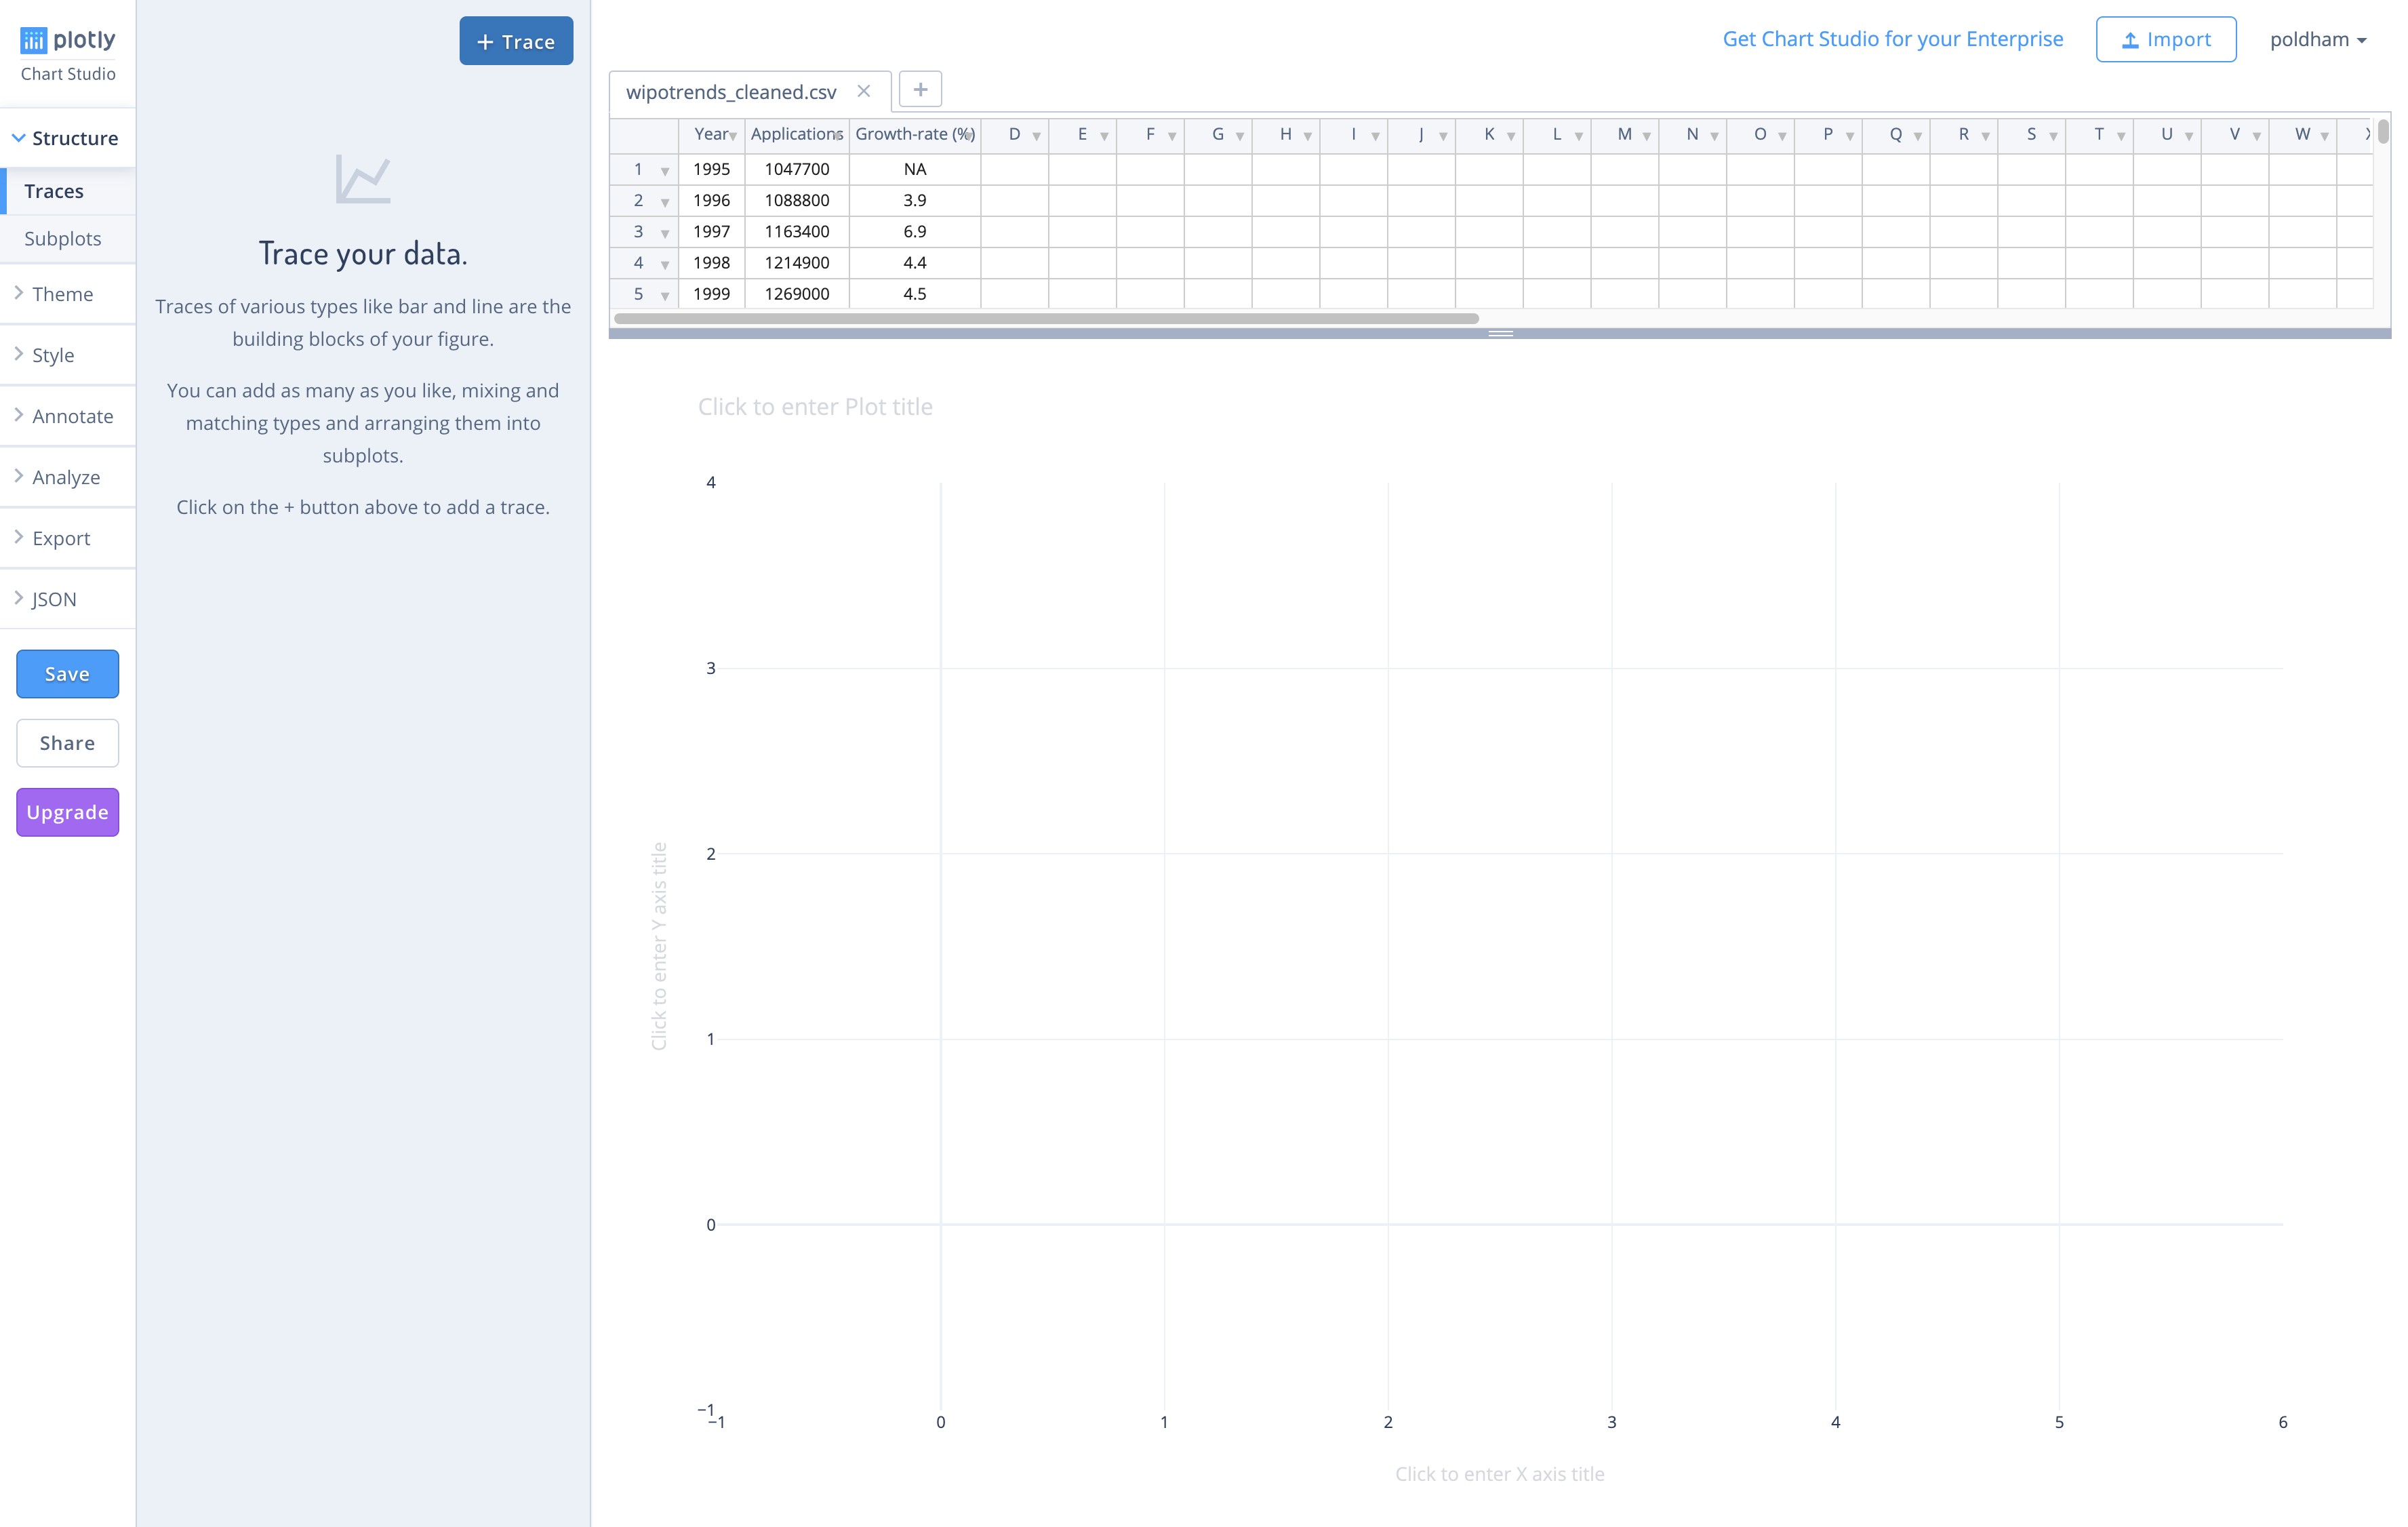 plotly
Chart Studio
Structure
Traces
Subplots
Theme
Style
Annotate
Analyze
Export
JSON
Save
Share
Upgrade
+ Trace
Trace your data.
Traces of various types like bar and line are the
building blocks of your figure.
You can add as many as you like, mixing and
matching types and arranging them into
subplots.
Click on the + button above to add a trace.
Get Chart Studio for your Enterprise
Import
poldham
wipotrends_cleaned.csv × +
Year Applications Growth-rate (%) D E F G H I J K L M N O P Q R S T U V W
1 1995 1047700 NA
2 1996 1088800 3.9
3 1997 1163400 6.9
4 1998 1214900 4.4
5 1999 1269000 4.5
Click to enter Plot title
4
3
2
1
0
−1
Click to enter Y axis title
−1 0 1 2 3 4 5 6
Click to enter X axis title